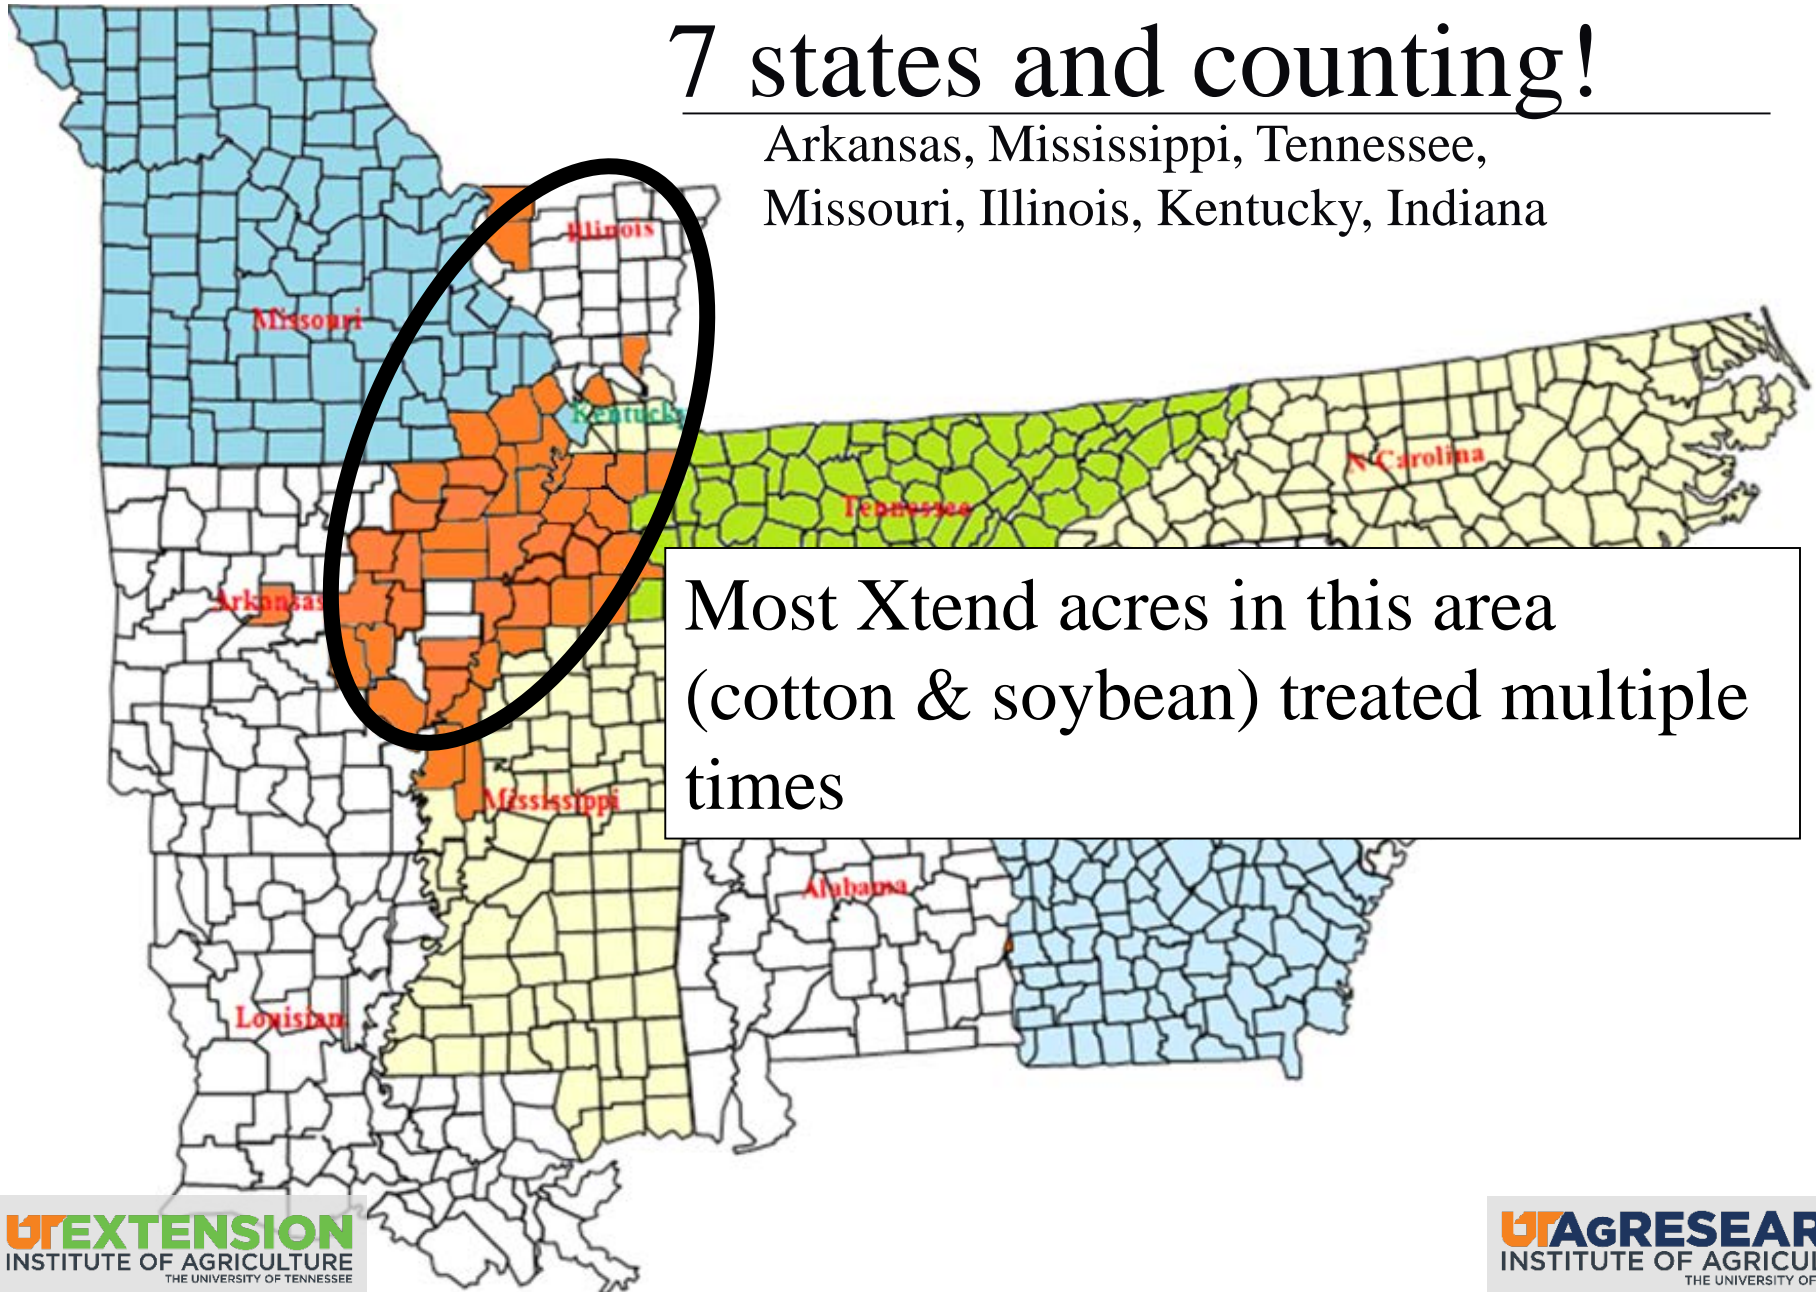 7 states and counting!
Arkansas, Mississippi, Tennessee,
Missouri, Illinois, Kentucky, Indiana
Illinois
Missouri
Kentucky
N Carolina
Tennessee
Arkansas
Most Xtend acres in this area
(cotton & soybean) treated multiple
times
Mississippi
Alabama
Louisian
UTEXTENSION
INSTITUTE OF AGRICULTURE
THE UNIVERSITY OF TENNESSEE
UTAGRESEAR
INSTITUTE OF AGRICUL
THE UNIVERSITY OF